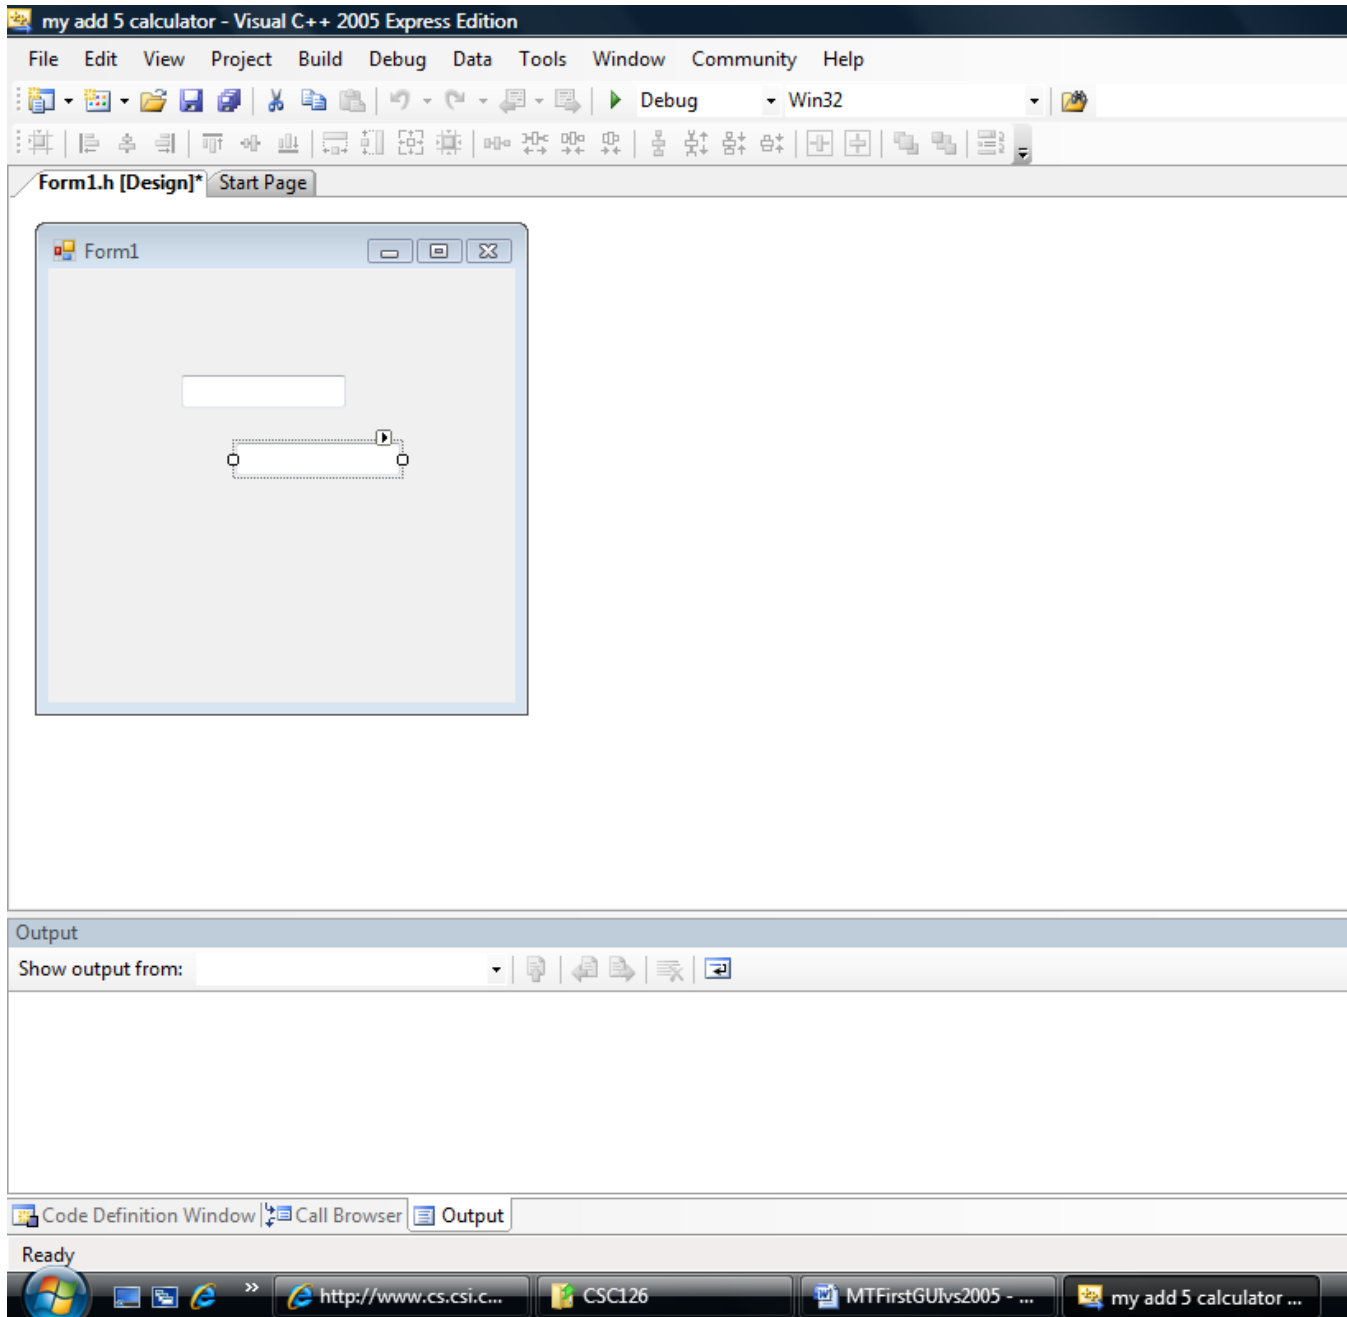 my add 5 calculator - Visual C++ 2005 Express Edition
File Edit View Project Build Debug Data Tools Window Community Help
Debug Win32
Form1.h [Design]* Start Page
Form1
Output
Show output from:
Code Definition Window Call Browser Output
Ready
» http://www.cs.csi.c... CSC126 MTFirstGUIvs2005 - ... my add 5 calculator ...